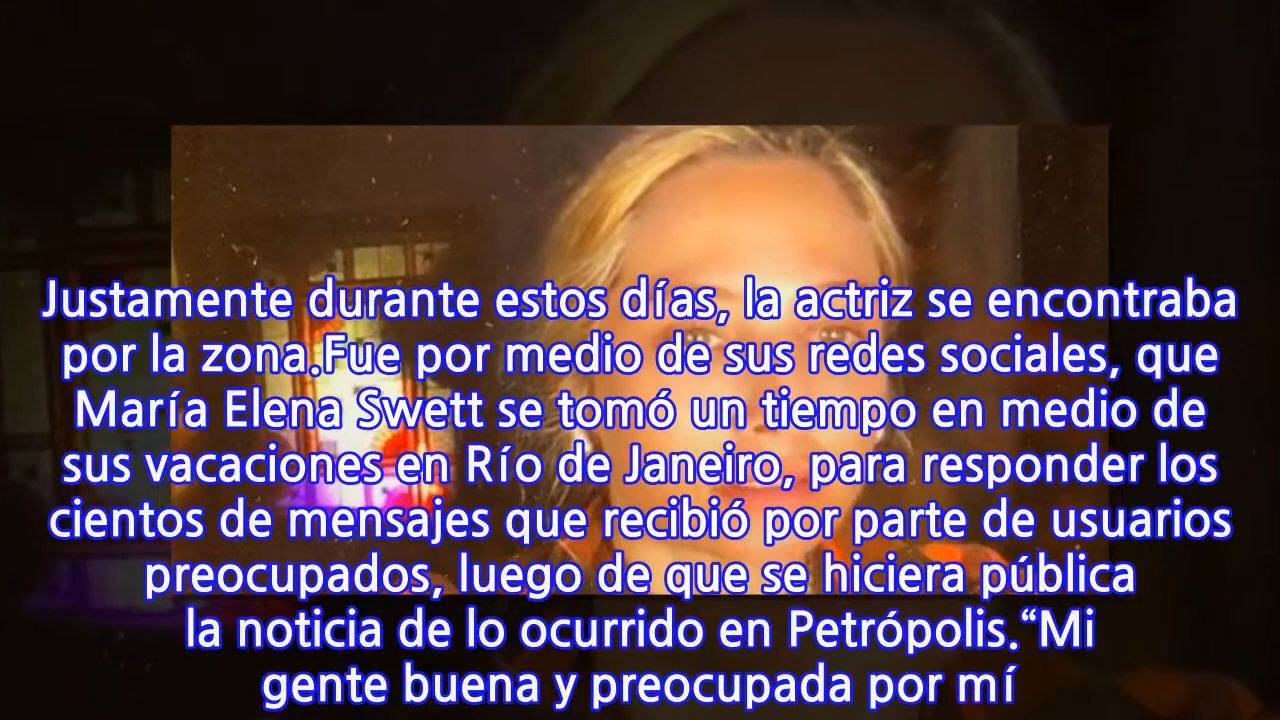 Justamente durante estos días, la actriz se encontraba
por la zona.Fue por medio de sus redes sociales, que
María Elena Swett se tomó un tiempo en medio de
sus vacaciones en Río de Janeiro, para responder los
cientos de mensajes que recibió por parte de usuarios
preocupados, luego de que se hiciera pública
la noticia de lo ocurrido en Petrópolis.“Mi
gente buena y preocupada por mí